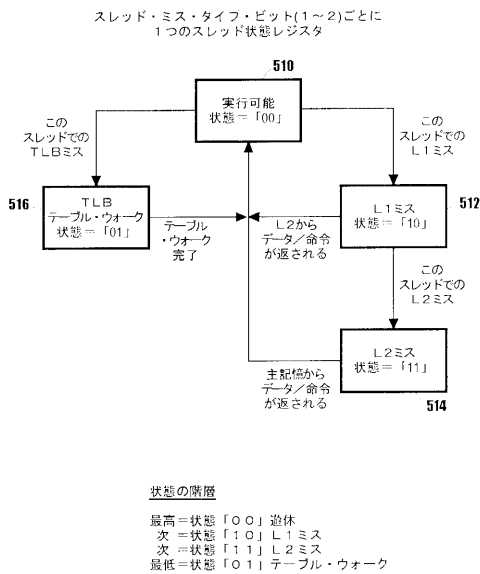 スレッド・ミス・タイフ・ビット(1～2)ごとに
1つのスレッド状態レジスタ
510
実行可能
状態＝「00」
この
スレッドでの
TLBミス
この
スレッドでの
L1ミス
516
TLB
テーブル・ウォーク
状態＝「01」
テーブル
・ウォーク
完了
L2から
データ／命令
が返される
L1ミス
状態＝「10」
512
この
スレッドでの
L2ミス
主記憶から
データ／命令
が返される
L2ミス
状態＝「11」
514
状態の階層
最高＝状態「00」遊休
次＝状態「10」L1ミス
次＝状態「11」L2ミス
最低＝状態「01」テーブル・ウォーク